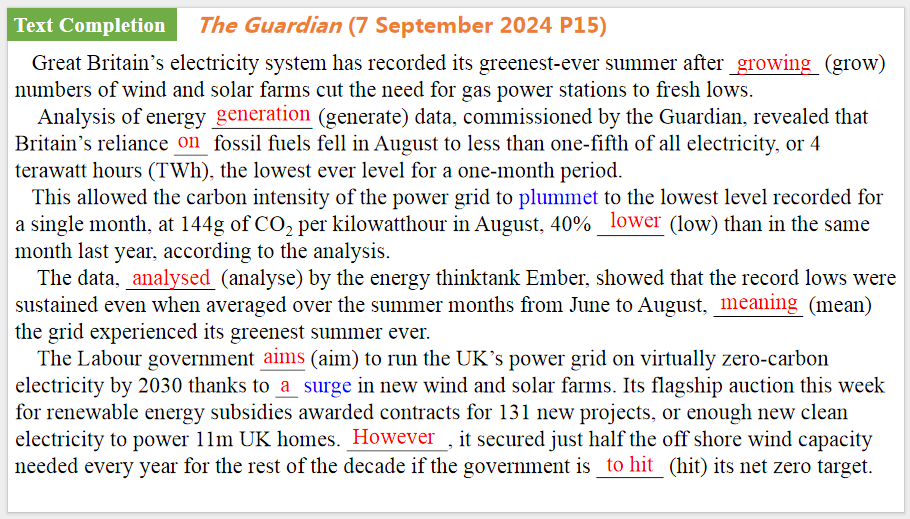 Text Completion The Guardian (7 September 2024 P15)
Great Britain's electricity system has recorded its greenest-ever summer after growing (grow)
numbers of wind and solar farms cut the need for gas power stations to fresh lows.
Analysis of energy generation (generate) data, commissioned by the Guardian, revealed that
Britain's reliance on fossil fuels fell in August to less than one-fifth of all electricity, or 4
terawatt hours (TWh), the lowest ever level for a one-month period.
This allowed the carbon intensity of the power grid to plummet to the lowest level recorded for
a single month, at 144g of CO₂ per kilowatthour in August, 40% lower (low) than in the same
month last year, according to the analysis.
The data, analysed (analyse) by the energy thinktank Ember, showed that the record lows were
sustained even when averaged over the summer months from June to August, meaning (mean)
the grid experienced its greenest summer ever.
The Labour government aims (aim) to run the UK's power grid on virtually zero-carbon
electricity by 2030 thanks to a surge in new wind and solar farms. Its flagship auction this week
for renewable energy subsidies awarded contracts for 131 new projects, or enough new clean
electricity to power 11m UK homes. However , it secured just half the off shore wind capacity
needed every year for the rest of the decade if the government is to hit (hit) its net zero target.